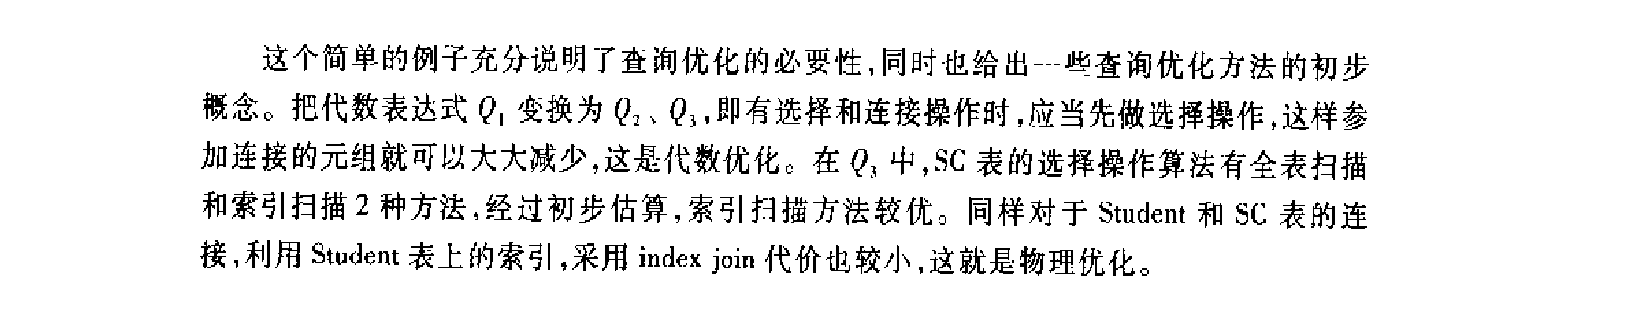 这个简单的例子充分说明了查询优化的必要性,同时也给出一些查询优化方法的初步
概念。把代数表达式 Q₁ 变换为 Q₂、Q₃,即有选择和连接操作时,应当先做选择操作,这样参
加连接的元组就可以大大减少,这是代数优化。在 Q₃ 中,SC 表的选择操作算法有全表扫描
和索引扫描 2 种方法,经过初步估算,索引扫描方法较优。同样对于 Student 和 SC 表的连
接,利用 Student 表上的索引,采用 index join 代价也较小,这就是物理优化。